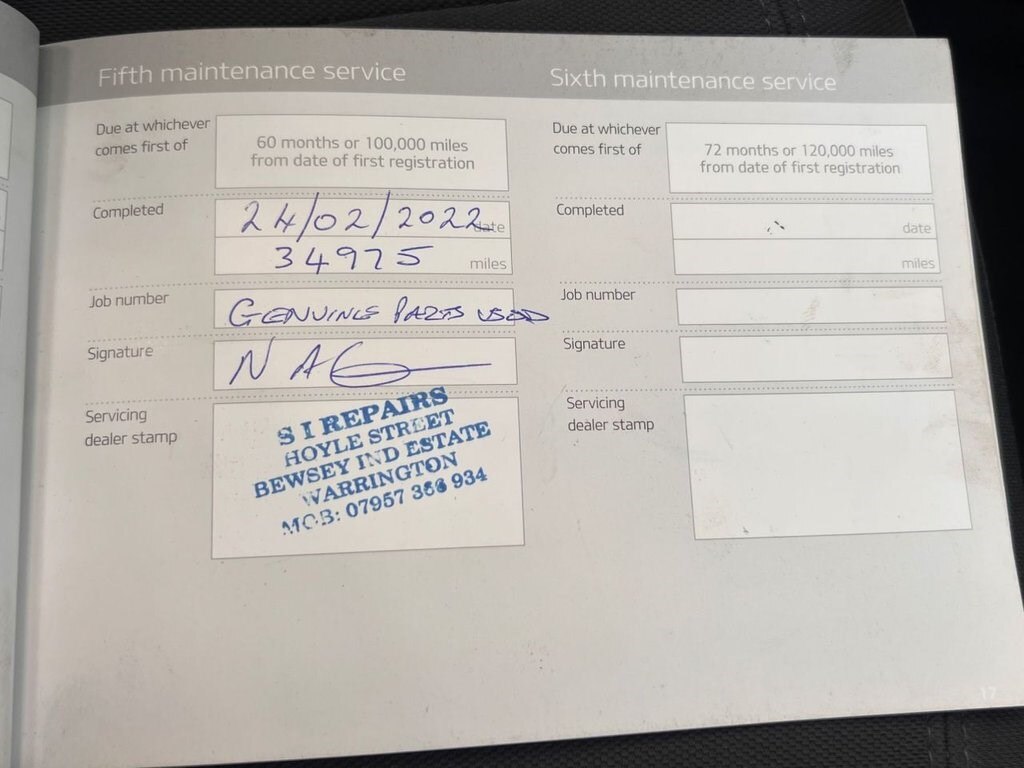 Fifth maintenance service
Due at whichever
comes first of
60 months or 100,000 miles
from date of first registration
Completed
24/02/2022 date
34975 miles
Job number
GENUINE PARTS USED
Signature
N A G
Servicing
dealer stamp
S I REPAIRS
HOYLE STREET
BEWSEY IND ESTATE
WARRINGTON
MOB: 07957 366 934
Sixth maintenance service
Due at whichever
comes first of
72 months or 120,000 miles
from date of first registration
Completed
date
miles
Job number
Signature
Servicing
dealer stamp
17